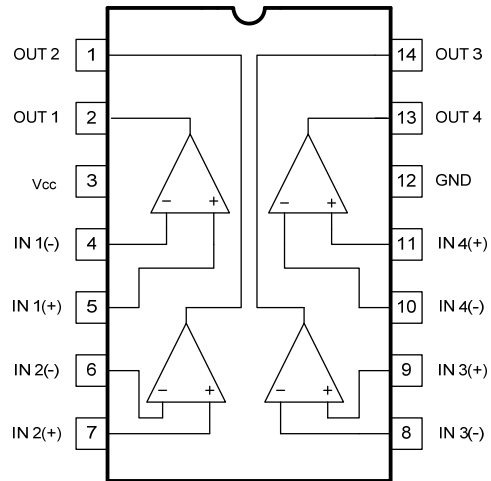 OUT 2 1 14 OUT 3
OUT 1 2 13 OUT 4
Vcc 3 - + - + 12 GND
IN 1(-) 4 11 IN 4(+)
IN 1(+) 5 10 IN 4(-)
IN 2(-) 6 - + - + 9 IN 3(+)
IN 2(+) 7 8 IN 3(-)